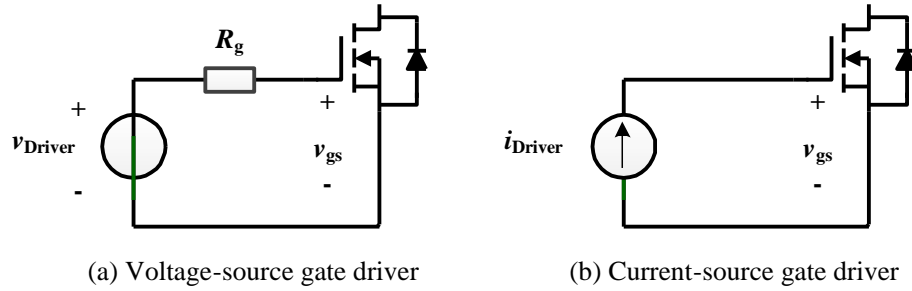 R_g
+
v_Driver
-
+
v_gs
-
(a) Voltage-source gate driver
i_Driver
+
v_gs
-
(b) Current-source gate driver